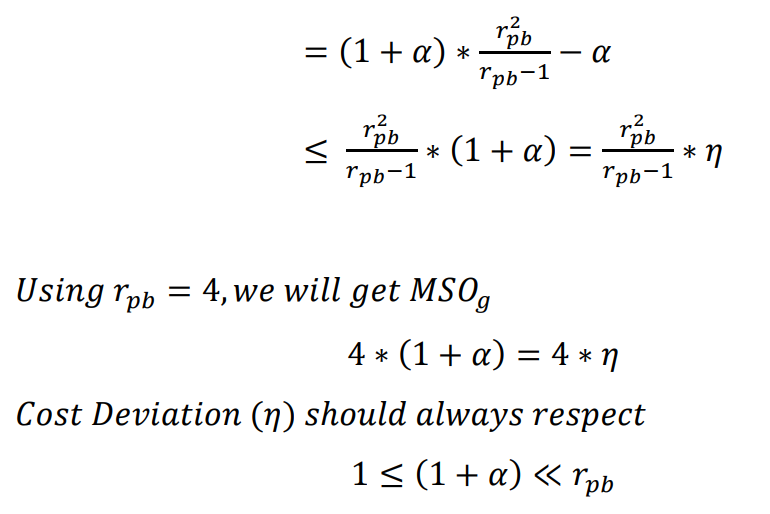 = (1 + α) * r_pb^2 / (r_pb−1) − α
≤ r_pb^2 / (r_pb−1) * (1 + α) = r_pb^2 / (r_pb−1) * η
Using r_pb = 4, we will get MSO_g
4 * (1 + α) = 4 * η
Cost Deviation (η) should always respect
1 ≤ (1 + α) ≪ r_pb